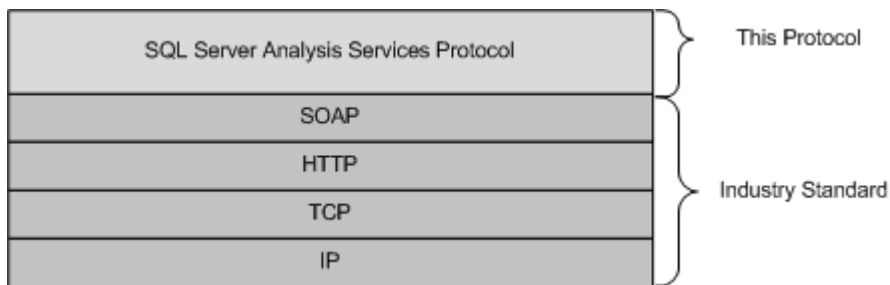 SQL Server Analysis Services Protocol
This Protocol
SOAP
HTTP
TCP
IP
Industry Standard